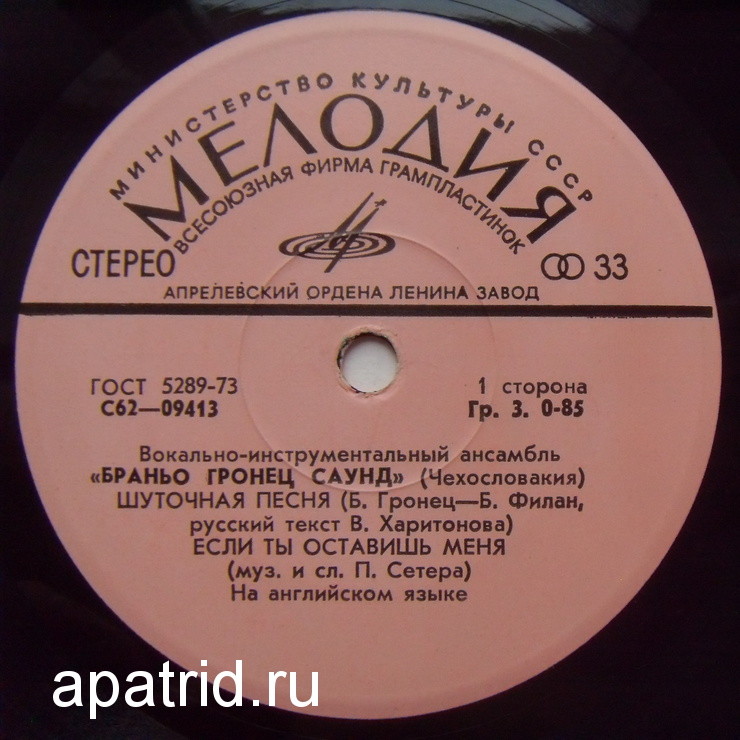 МИНИСТЕРСТВО КУЛЬТУРЫ СССР
МЕЛОДИЯ
ВСЕСОЮЗНАЯ ФИРМА ГРАМПЛАСТИНОК
СТЕРЕО
33
АПРЕЛЕВСКИЙ ОРДЕНА ЛЕНИНА ЗАВОД
ГОСТ 5289-73
1 сторона
С62—09413
Гр. 3. 0-85
Вокально-инструментальный ансамбль
«БРАНЬО ГРОНЕЦ САУНД» (Чехословакия)
ШУТОЧНАЯ ПЕСНЯ (Б. Гронец—Б. Филан,
русский текст В. Харитонова)
ЕСЛИ ТЫ ОСТАВИШЬ МЕНЯ
(муз. и сл. П. Сетера)
На английском языке
apatrid.ru